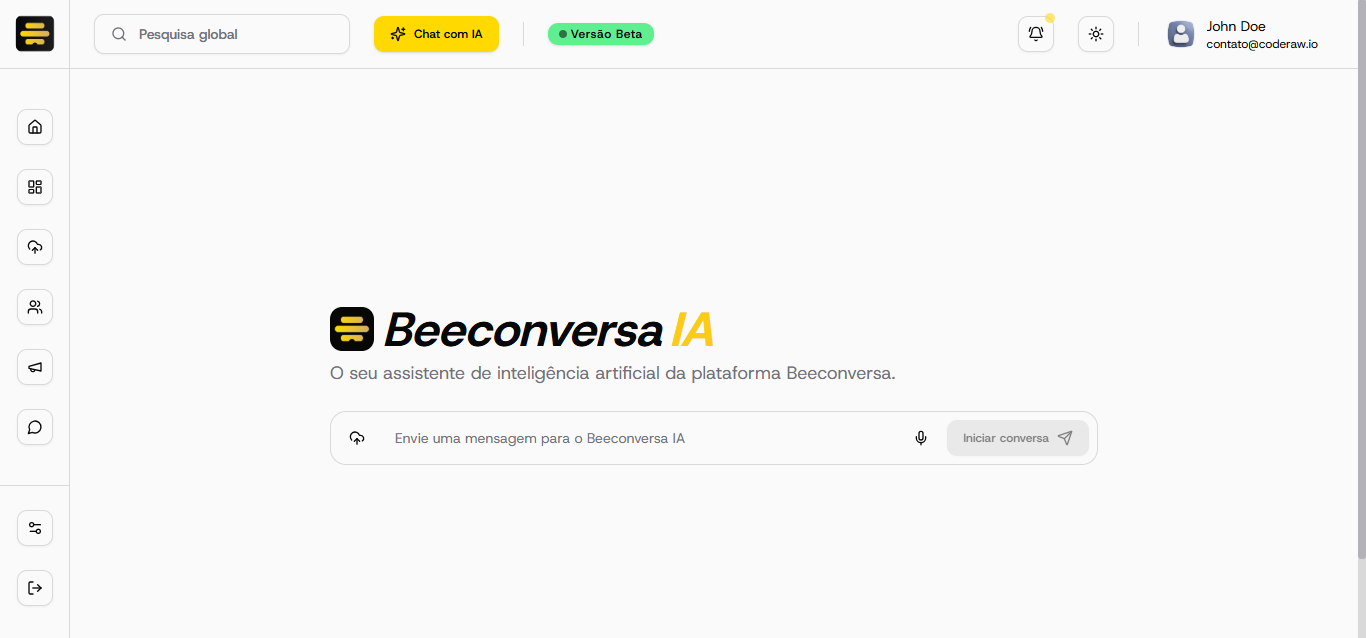 Pesquisa global
Chat com IA
Versão Beta
John Doe
contato@coderaw.io
Beeconversa IA
O seu assistente de inteligência artificial da plataforma Beeconversa.
Envie uma mensagem para o Beeconversa IA
Iniciar conversa